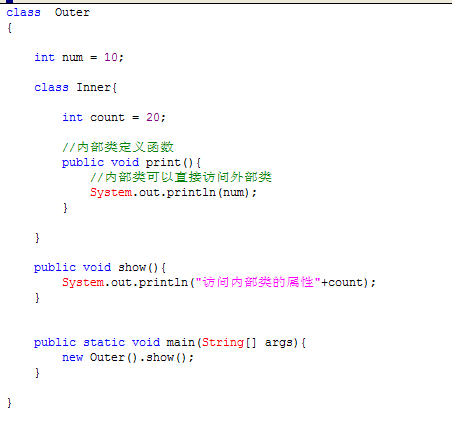 class  Outer
{
int num = 10;
class Inner{
int count = 20;
//内部类定义函数
public void print(){
//内部类可以直接访问外部类
System.out.println(num);
}
}
public void show(){
System.out.println("访问内部类的属性"+count);
}
public static void main(String[] args){
new Outer().show();
}
}